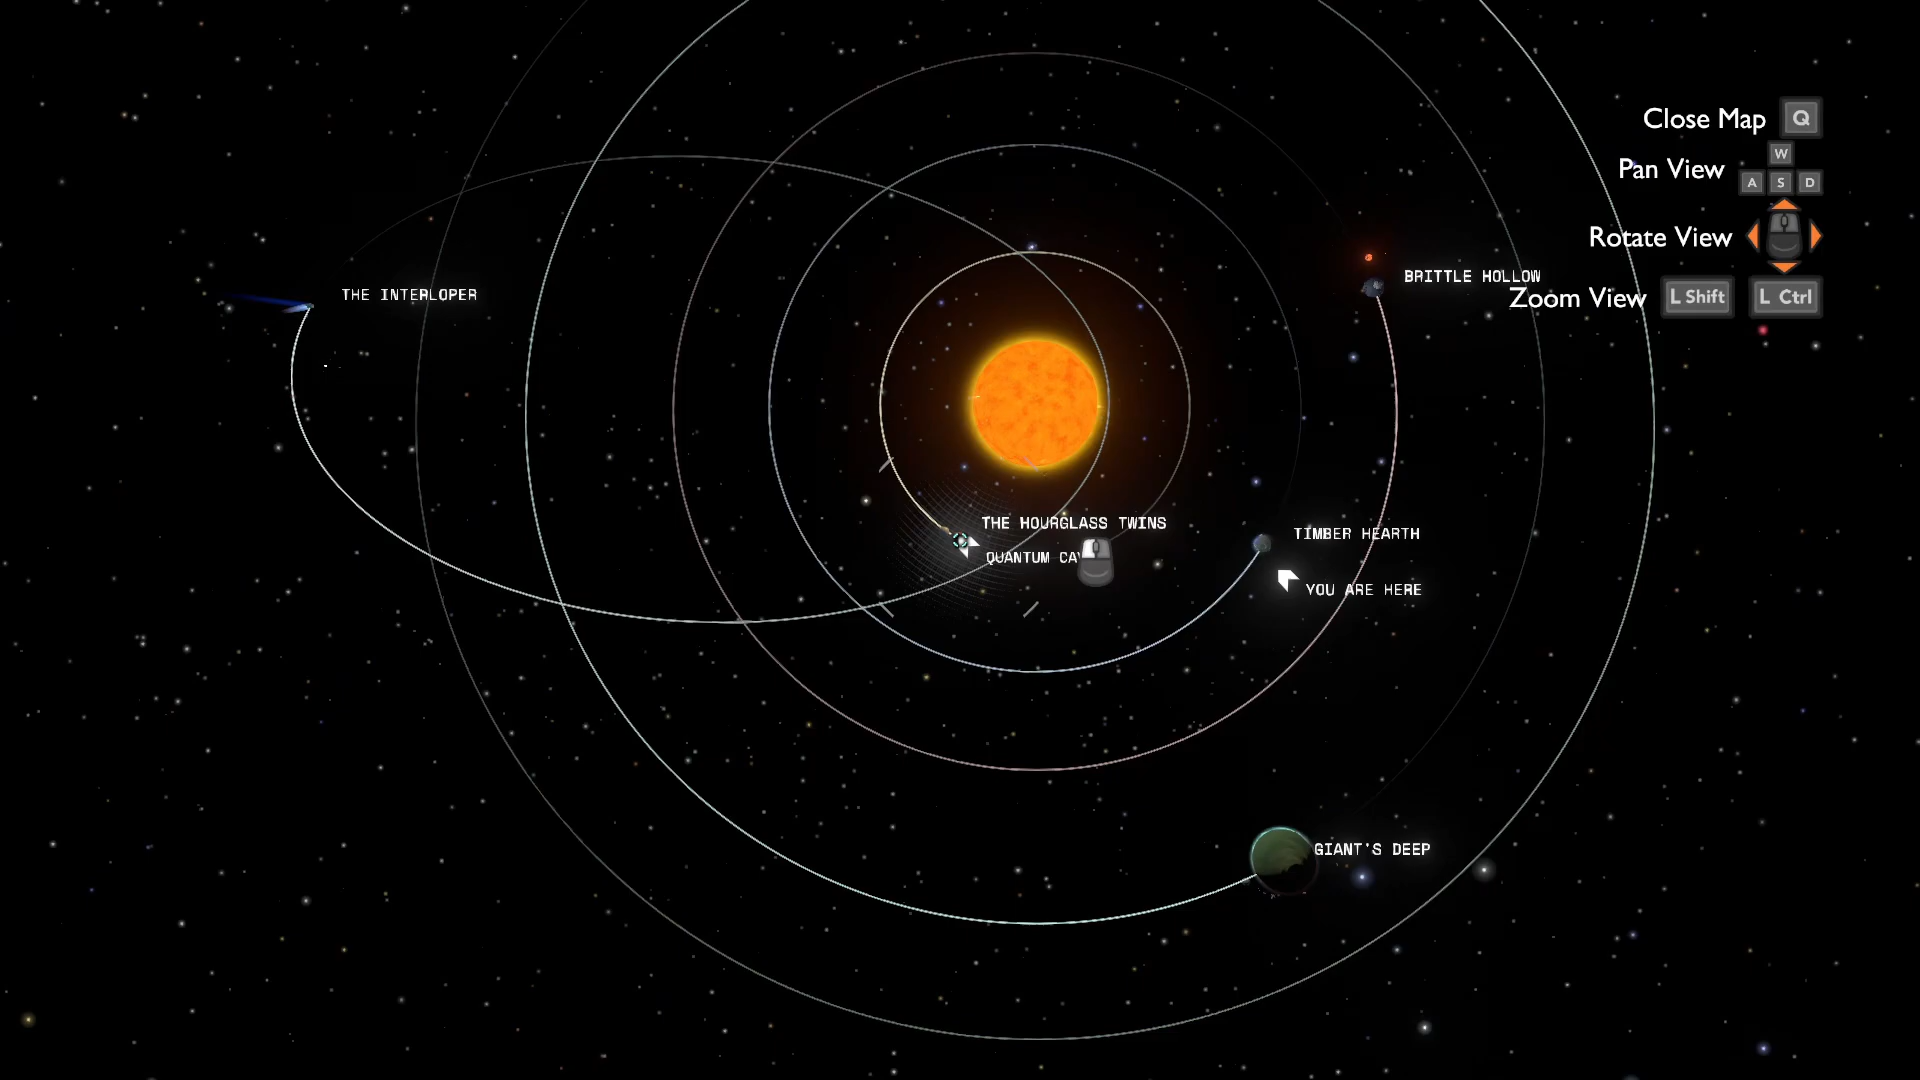 Close Map Q
W
Pan View A S D
Rotate View
THE INTERLOPER
BRITTLE HOLLOW
Zoom View L Shift L Ctrl
THE HOURGLASS TWINS
TIMBER HEARTH
QUANTUM
YOU ARE HERE
GIANT'S DEEP